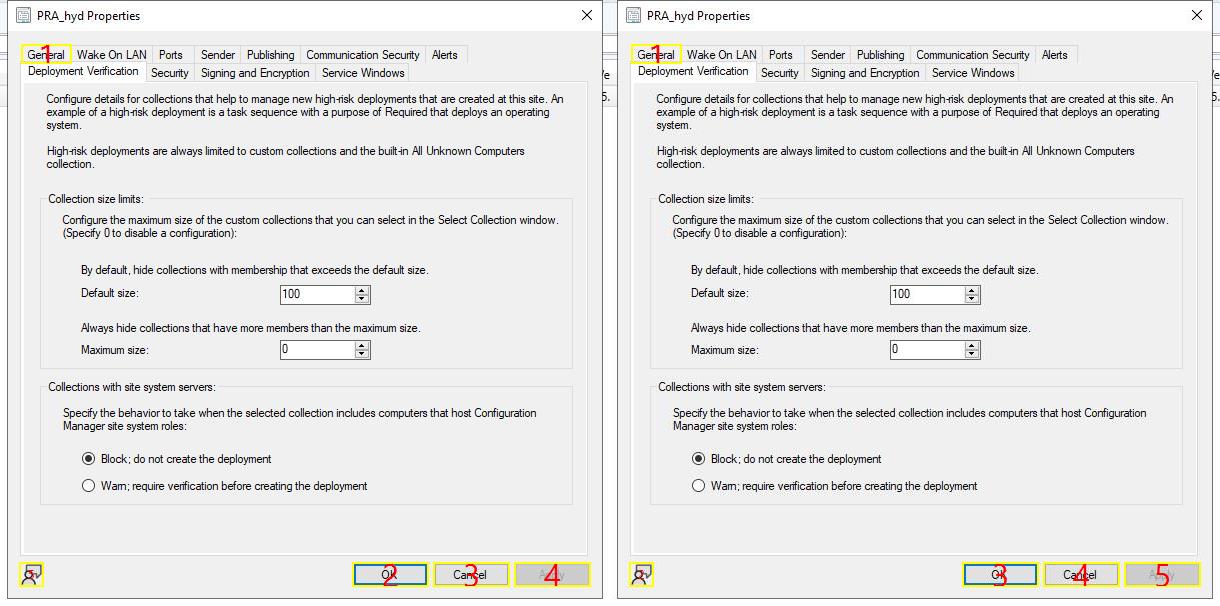 PRA_hyd Properties
General Wake On LAN Ports Sender Publishing Communication Security Alerts
Deployment Verification Security Signing and Encryption Service Windows
Configure details for collections that help to manage new high-risk deployments that are created at this site. An
example of a high-risk deployment is a task sequence with a purpose of Required that deploys an operating
system.
High-risk deployments are always limited to custom collections and the built-in All Unknown Computers
collection.
Collection size limits:
Configure the maximum size of the custom collections that you can select in the Select Collection window.
(Specify 0 to disable a configuration):
By default, hide collections with membership that exceeds the default size.
Default size: 100
Always hide collections that have more members than the maximum size.
Maximum size: 0
Collections with site system servers:
Specify the behavior to take when the selected collection includes computers that host Configuration
Manager site system roles:
Block; do not create the deployment
Warn; require verification before creating the deployment
OK Cancel Apply
1
2 3 4
PRA_hyd Properties
General Wake On LAN Ports Sender Publishing Communication Security Alerts
Deployment Verification Security Signing and Encryption Service Windows
Configure details for collections that help to manage new high-risk deployments that are created at this site. An
example of a high-risk deployment is a task sequence with a purpose of Required that deploys an operating
system.
High-risk deployments are always limited to custom collections and the built-in All Unknown Computers
collection.
Collection size limits:
Configure the maximum size of the custom collections that you can select in the Select Collection window.
(Specify 0 to disable a configuration):
By default, hide collections with membership that exceeds the default size.
Default size: 100
Always hide collections that have more members than the maximum size.
Maximum size: 0
Collections with site system servers:
Specify the behavior to take when the selected collection includes computers that host Configuration
Manager site system roles:
Block; do not create the deployment
Warn; require verification before creating the deployment
OK Cancel Apply
1
3 4 5